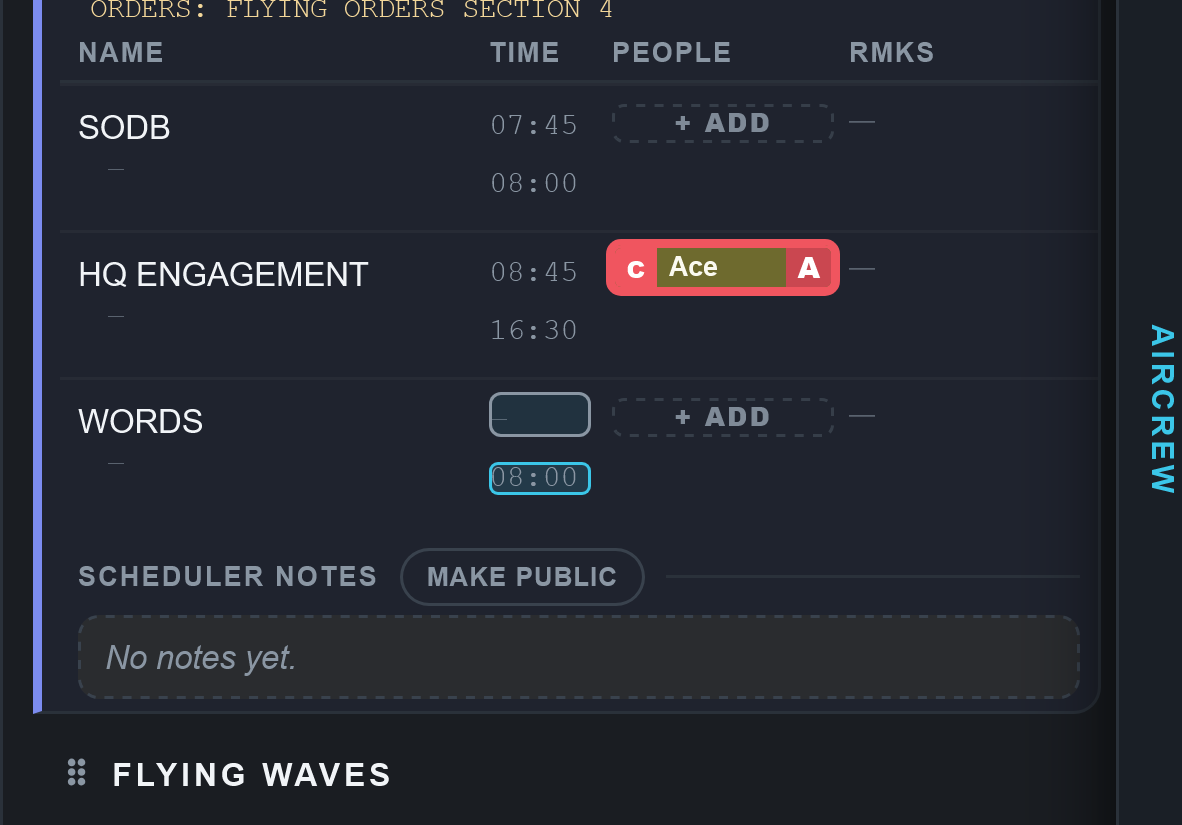 ORDERS: FLYING ORDERS SECTION 4
NAME TIME PEOPLE RMKS
SODB 07:45 + ADD —
— 08:00
HQ ENGAGEMENT 08:45 c Ace A —
— 16:30
WORDS — + ADD —
— 08:00
SCHEDULER NOTES MAKE PUBLIC
No notes yet.
FLYING WAVES
AIRCREW